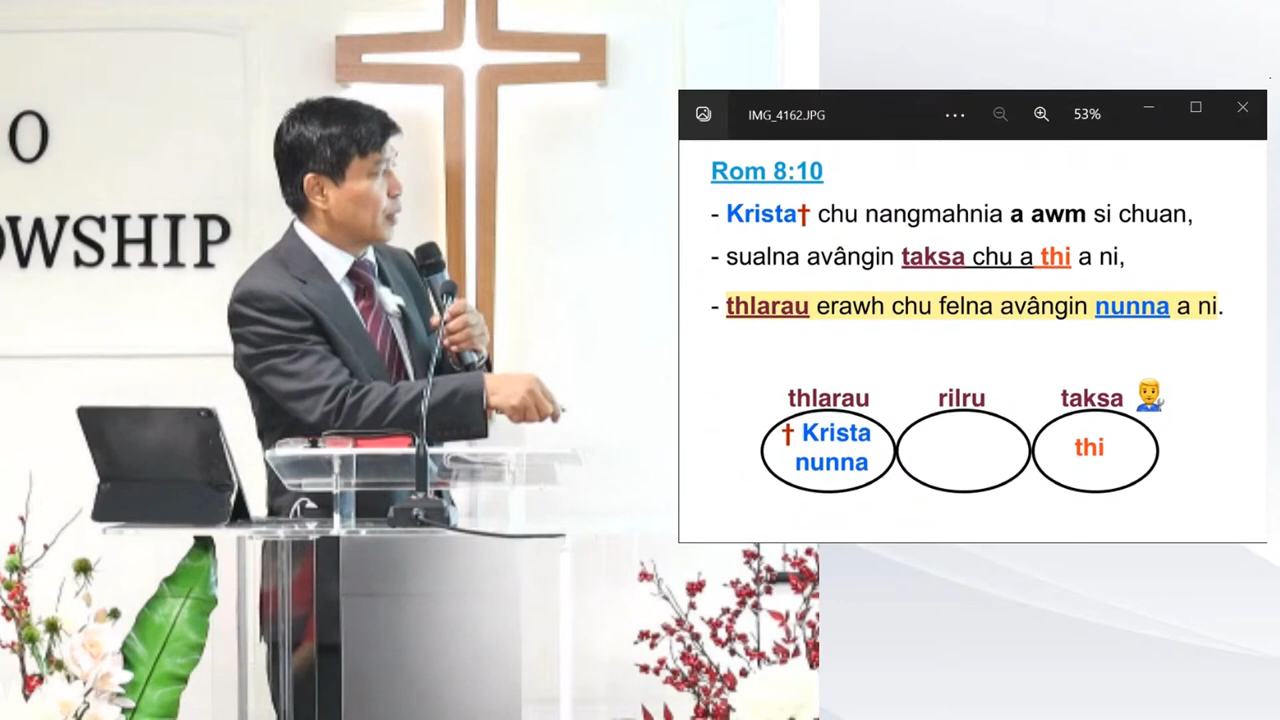 O
OWSHIP
IMG_4162.JPG
53%
Rom 8:10
- Krista† chu nangmahnia a awm si chuan,
- sualna avângin taksa chu a thi a ni,
- thlarau erawh chu felna avângin nunna a ni.
thlarau rilru taksa
† Krista
nunna
thi